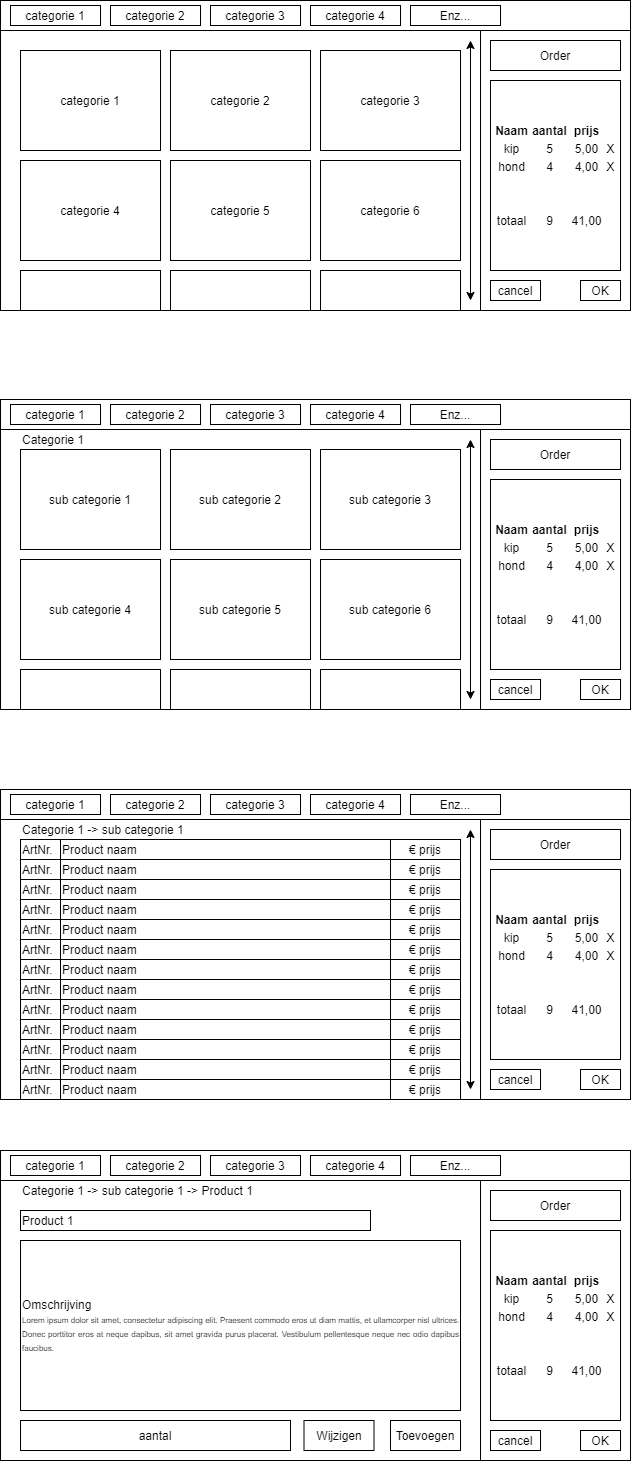 categorie 1 categorie 2 categorie 3 categorie 4 Enz...
categorie 1 categorie 2 categorie 3
categorie 4 categorie 5 categorie 6
Order
Naam aantal prijs
kip 5 5,00 X
hond 4 4,00 X
totaal 9 41,00
cancel OK
categorie 1 categorie 2 categorie 3 categorie 4 Enz...
Categorie 1
sub categorie 1 sub categorie 2 sub categorie 3
sub categorie 4 sub categorie 5 sub categorie 6
Order
Naam aantal prijs
kip 5 5,00 X
hond 4 4,00 X
totaal 9 41,00
cancel OK
categorie 1 categorie 2 categorie 3 categorie 4 Enz...
Categorie 1 -> sub categorie 1
ArtNr. Product naam € prijs
ArtNr. Product naam € prijs
ArtNr. Product naam € prijs
ArtNr. Product naam € prijs
ArtNr. Product naam € prijs
ArtNr. Product naam € prijs
ArtNr. Product naam € prijs
ArtNr. Product naam € prijs
ArtNr. Product naam € prijs
ArtNr. Product naam € prijs
ArtNr. Product naam € prijs
ArtNr. Product naam € prijs
ArtNr. Product naam € prijs
Order
Naam aantal prijs
kip 5 5,00 X
hond 4 4,00 X
totaal 9 41,00
cancel OK
categorie 1 categorie 2 categorie 3 categorie 4 Enz...
Categorie 1 -> sub categorie 1 -> Product 1
Product 1
Omschrijving
Lorem ipsum dolor sit amet, consectetur adipiscing elit. Praesent commodo eros ut diam mattis, et ullamcorper nisl ultrices.
Donec porttitor eros at neque dapibus, sit amet gravida purus placerat. Vestibulum pellentesque neque nec odio dapibus
faucibus.
aantal Wijzigen Toevoegen
Order
Naam aantal prijs
kip 5 5,00 X
hond 4 4,00 X
totaal 9 41,00
cancel OK